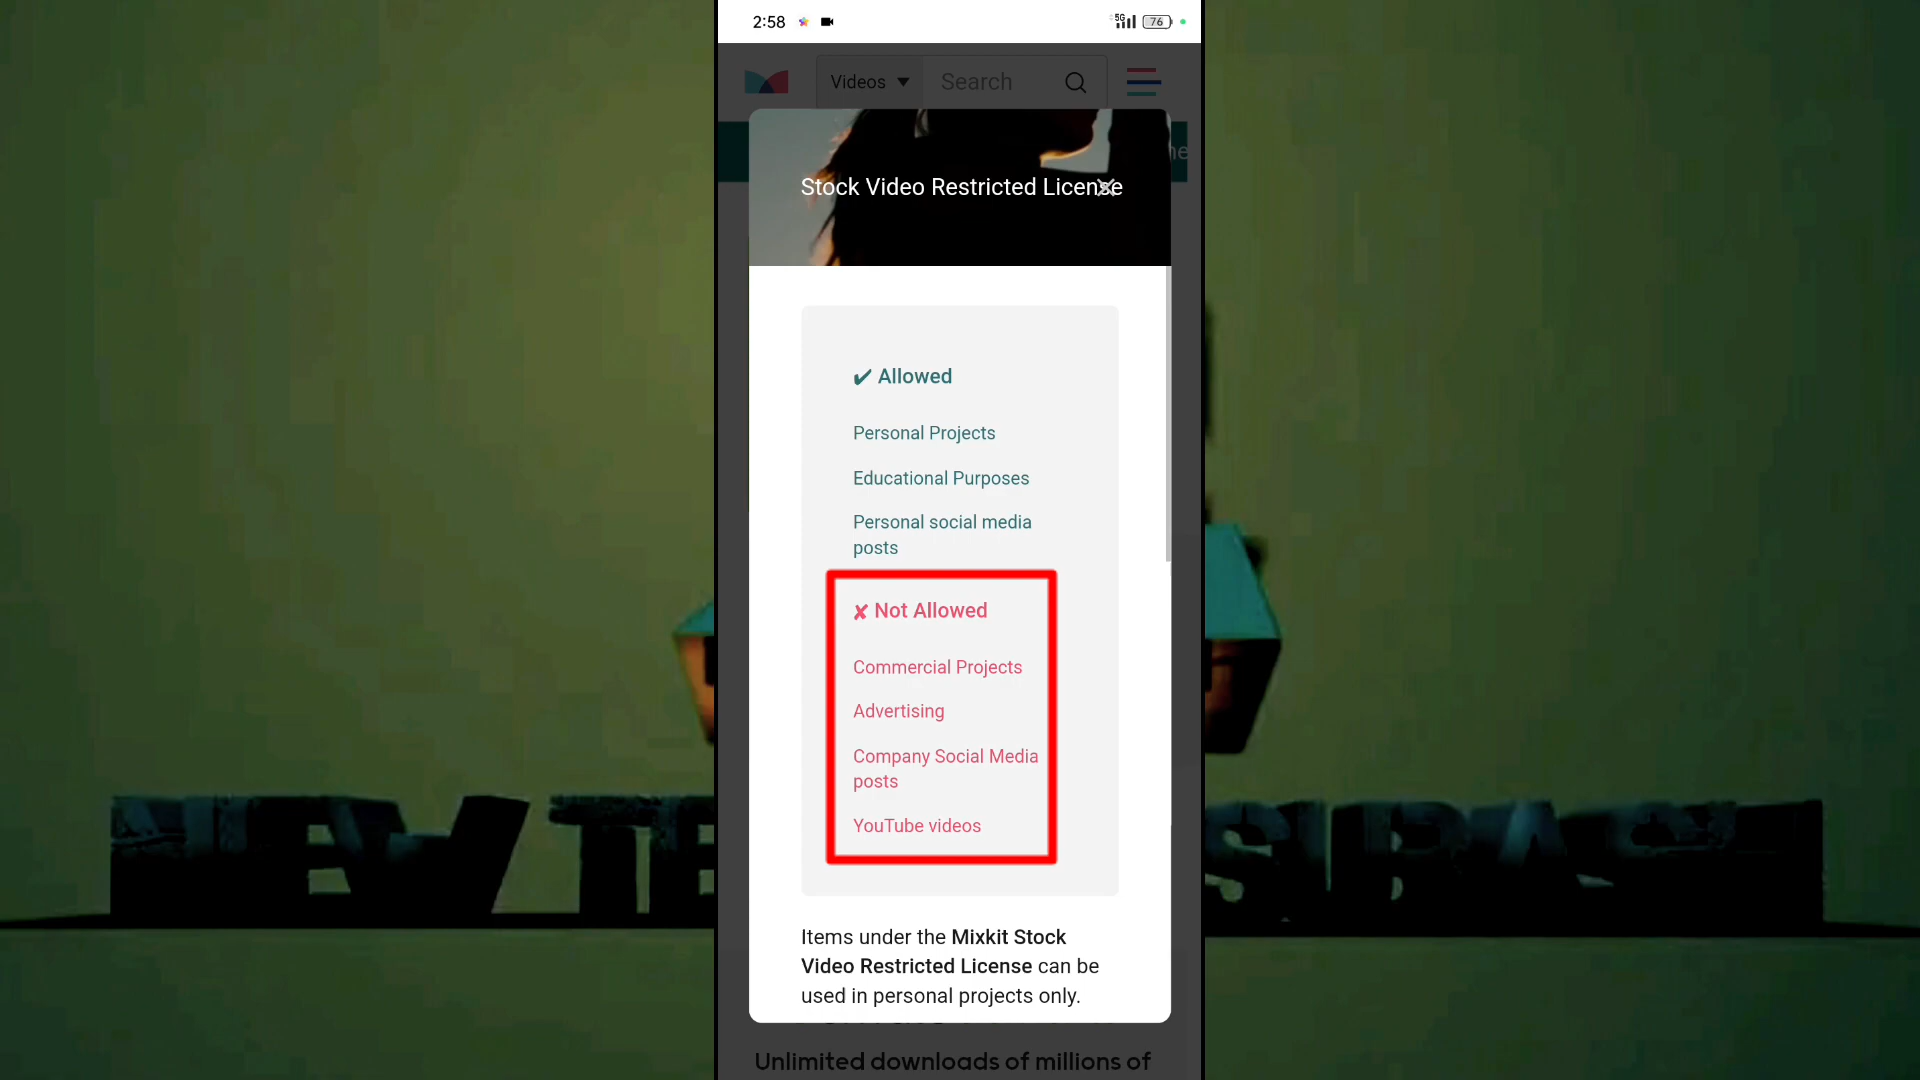 2:58
5G
76
Videos
Search
Stock Video Restricted License
✔ Allowed
Personal Projects
Educational Purposes
Personal social media
posts
✘ Not Allowed
Commercial Projects
Advertising
Company Social Media
posts
YouTube videos
Items under the Mixkit Stock
Video Restricted License can be
used in personal projects only.
Unlimited downloads of millions of